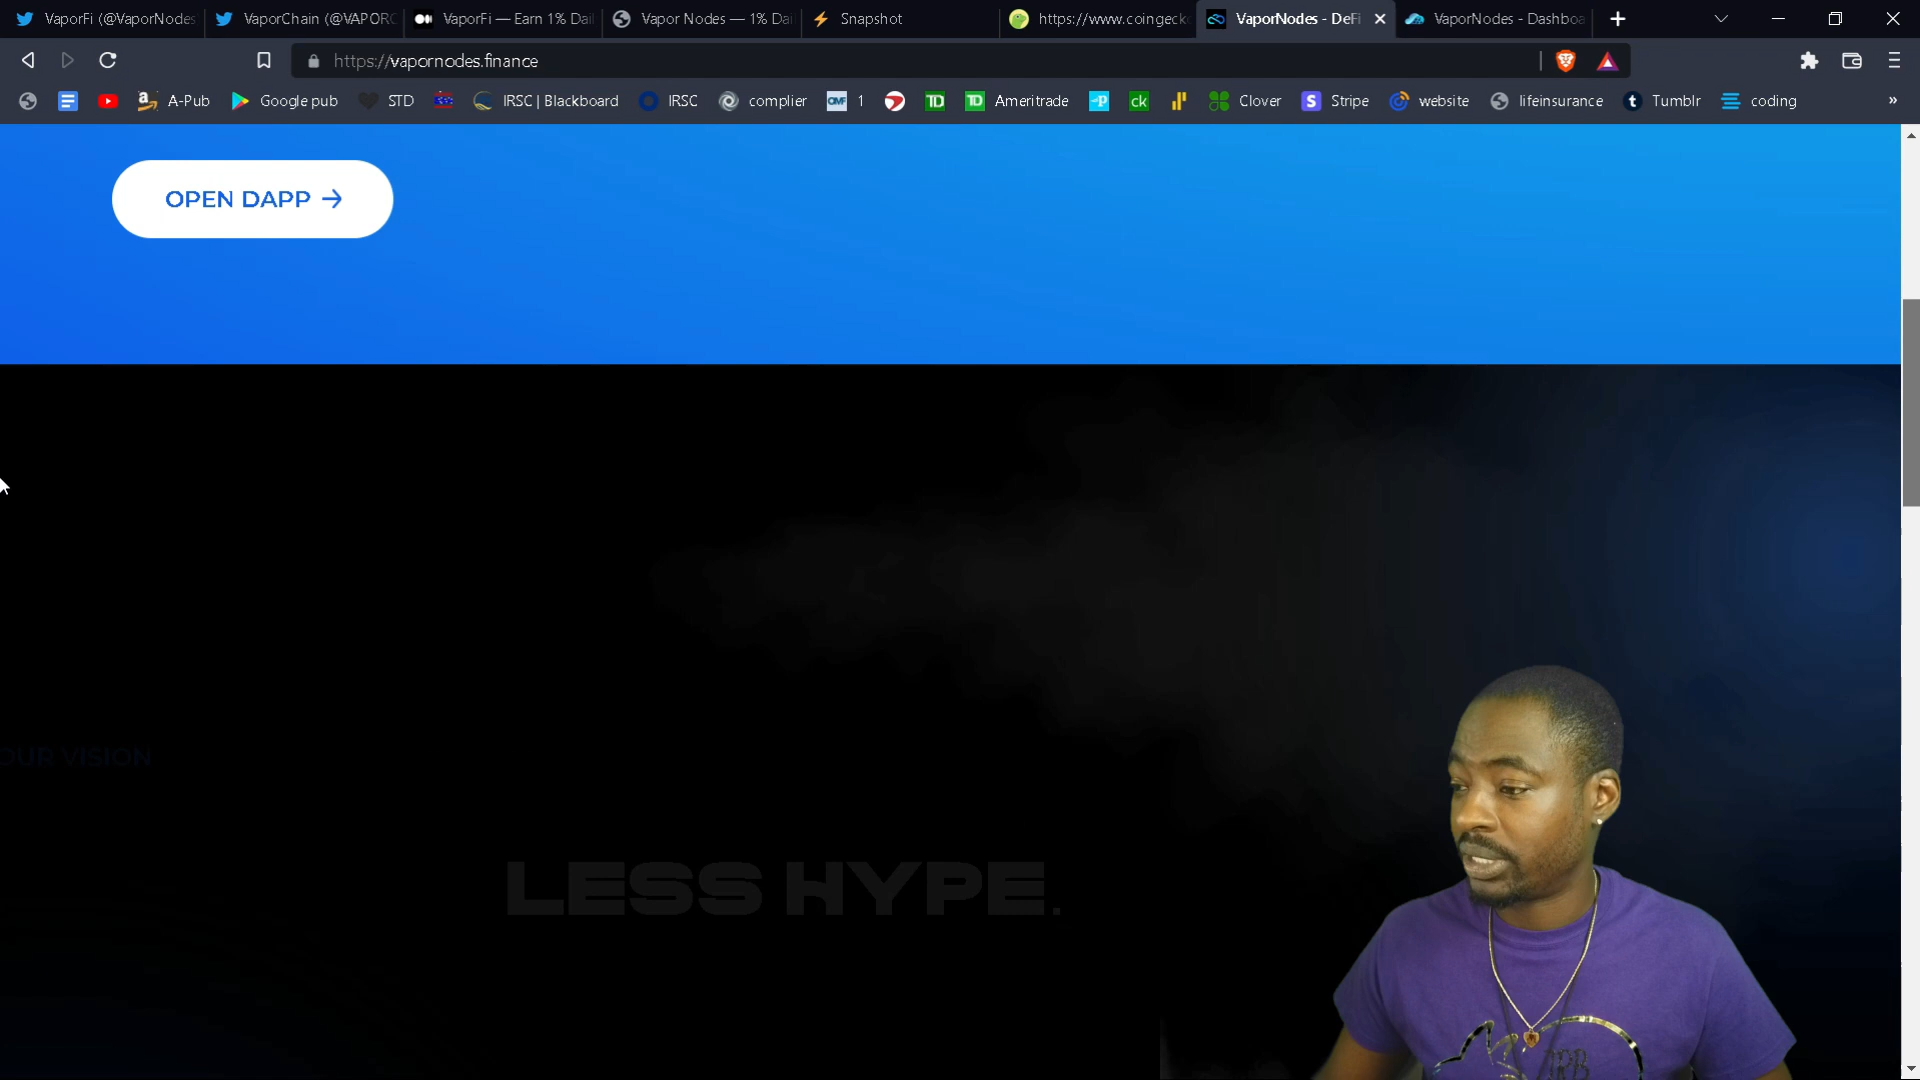 VaporFi (@VaporNodes
VaporChain (@VAPORC
VaporFi — Earn 1% Dai
Vapor Nodes — 1% Dai
Snapshot
https://www.coingeck
VaporNodes - DeFi
VaporNodes - Dashboa
https://vapornodes.finance
A-Pub
Google pub
STD
IRSC | Blackboard
IRSC
complier
1
Ameritrade
Clover
Stripe
website
lifeinsurance
Tumblr
coding
OPEN DAPP →
OUR VISION
LESS HYPE.